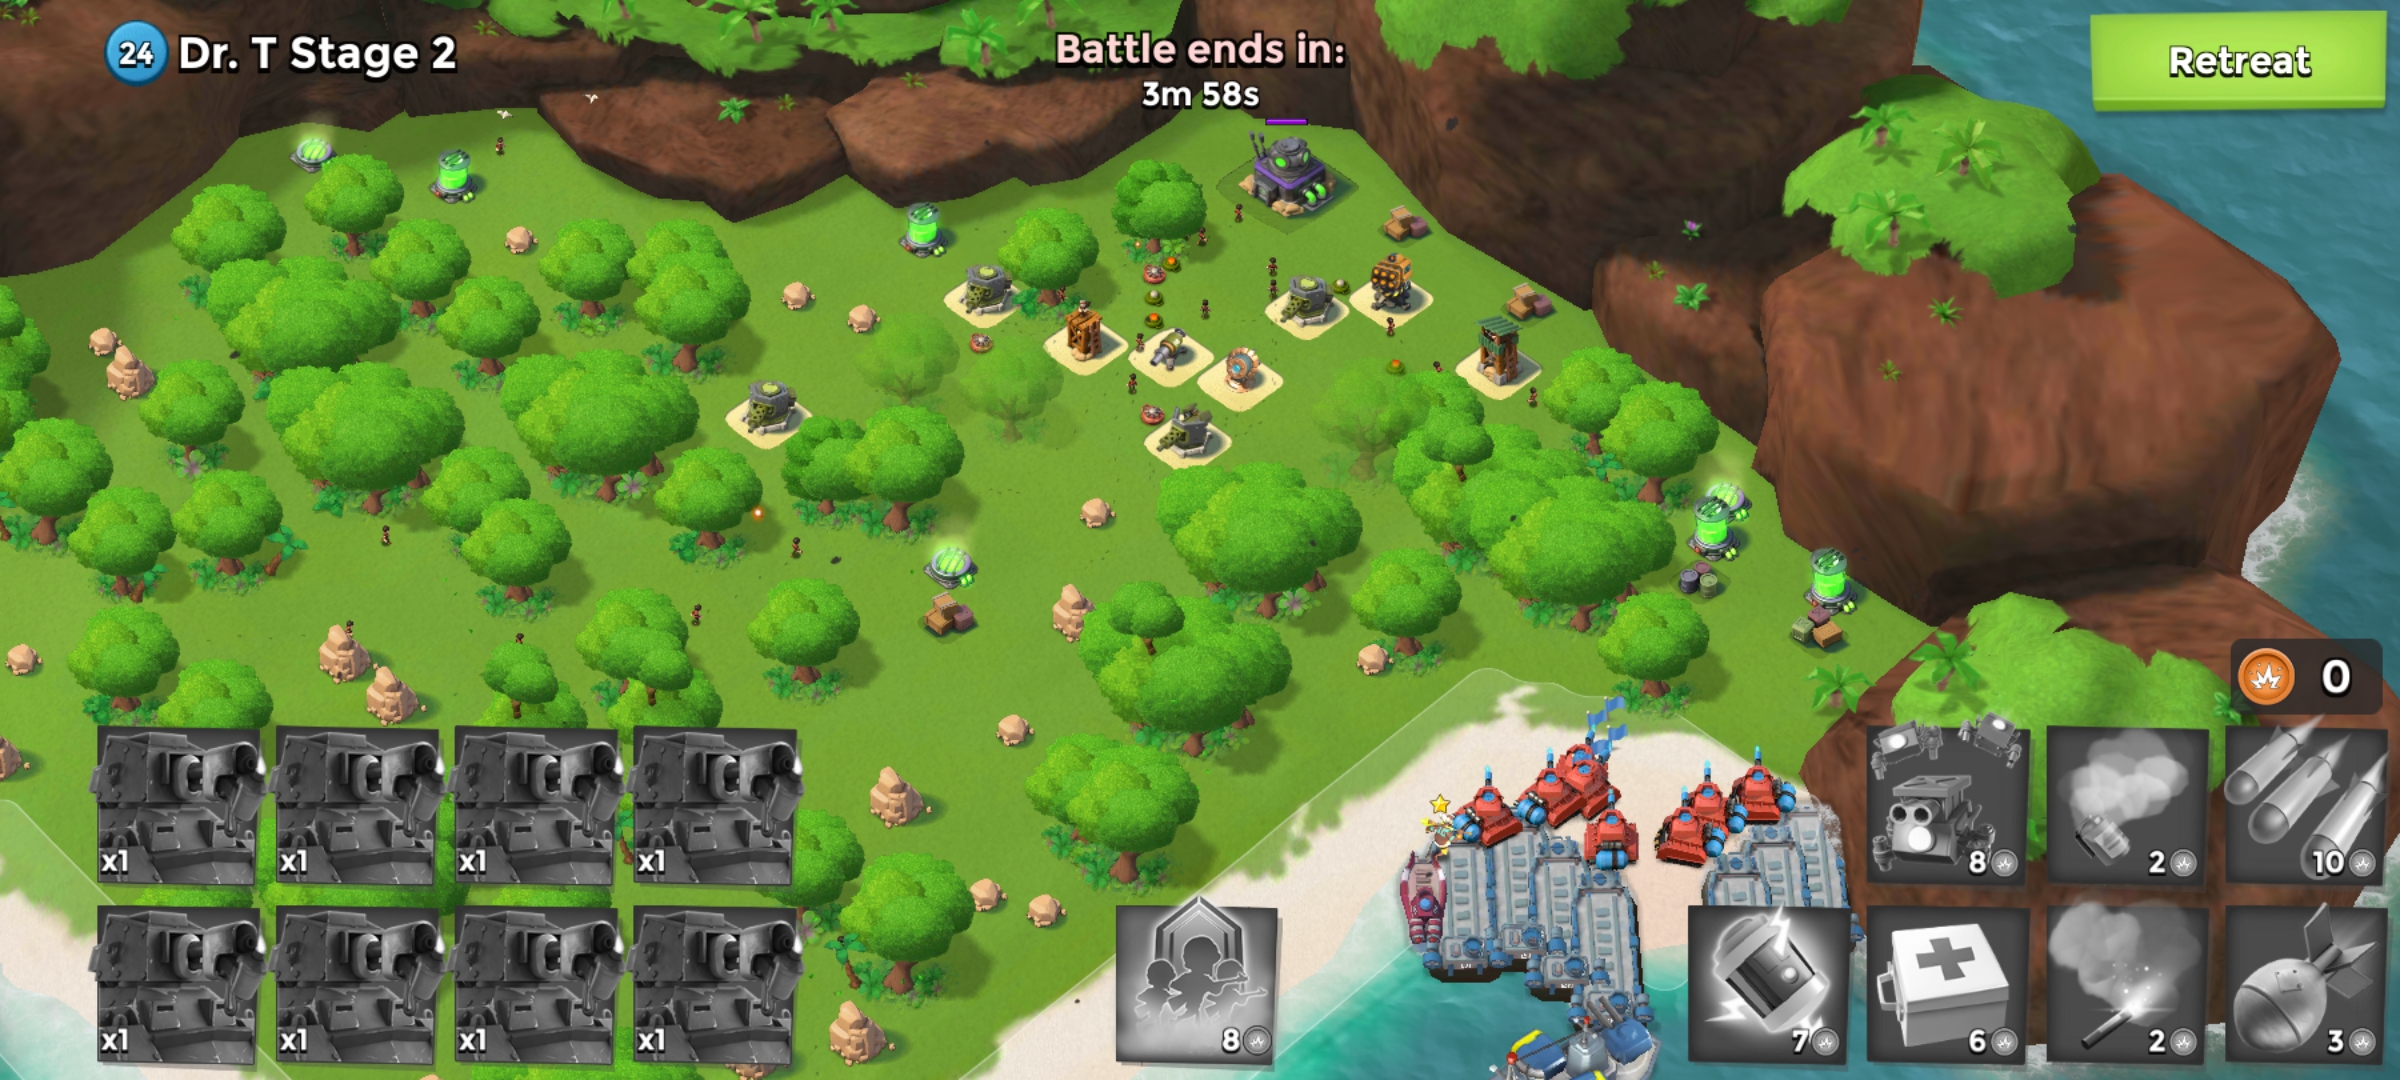 24 Dr. T Stage 2
Battle ends in:
3m 58s
Retreat
0
x1 x1 x1 x1
8 2 10
x1 x1 x1 x1
8 7 6 2 3